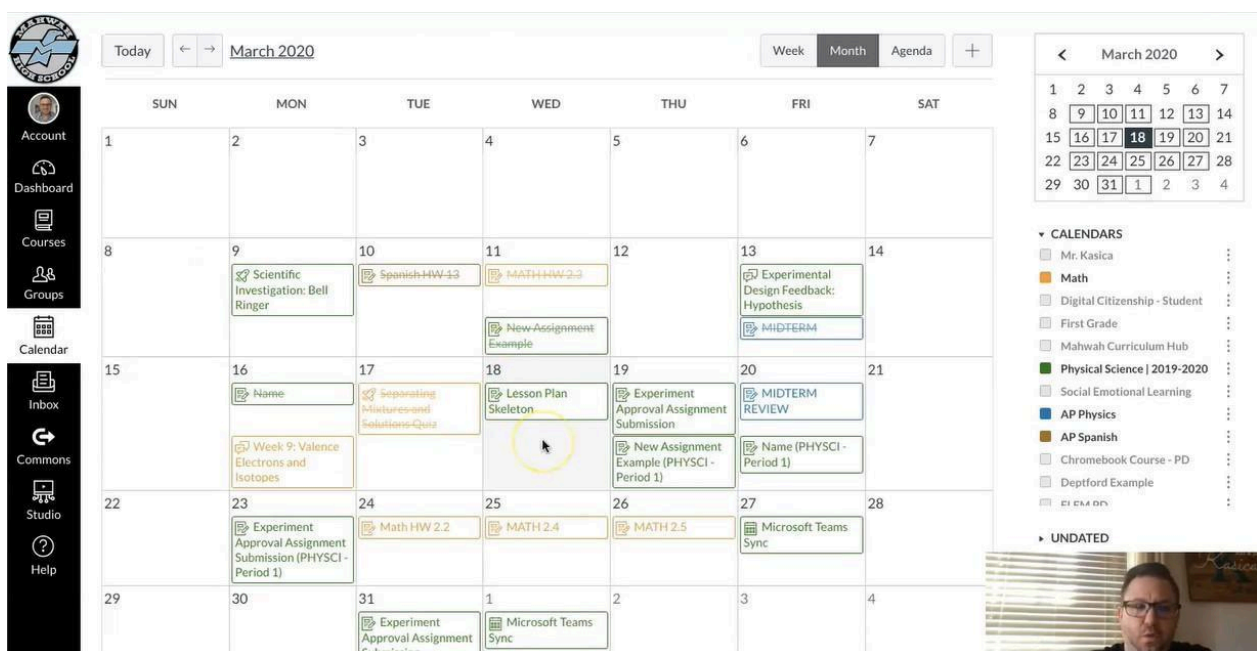 MAHWAH
HIGH SCHOOL
Account
Dashboard
Courses
Groups
Calendar
Inbox
Commons
Studio
Help
Today ← → March 2020
Week Month Agenda +
SUN MON TUE WED THU FRI SAT
1 2 3 4 5 6 7
8 9 10 11 12 13 14
Scientific
Investigation: Bell
Ringer
Spanish HW 13
MATH HW 2.3
New Assignment
Example
Experimental
Design Feedback:
Hypothesis
MIDTERM
15 16 17 18 19 20 21
Name
Week 9: Valence
Electrons and
Isotopes
Separating
Mixtures and
Solutions Quiz
Lesson Plan
Skeleton
Experiment
Approval Assignment
Submission
New Assignment
Example (PHYSCI -
Period 1)
MIDTERM
REVIEW
Name (PHYSCI -
Period 1)
22 23 24 25 26 27 28
Experiment
Approval Assignment
Submission (PHYSCI -
Period 1)
Math HW 2.2
MATH 2.4
MATH 2.5
Microsoft Teams
Sync
29 30 31 1 2 3 4
Experiment
Approval Assignment
Microsoft Teams
Sync
< March 2020 >
1 2 3 4 5 6 7
8 9 10 11 12 13 14
15 16 17 18 19 20 21
22 23 24 25 26 27 28
29 30 31 1 2 3 4
CALENDARS
Mr. Kasica
Math
Digital Citizenship - Student
First Grade
Mahwah Curriculum Hub
Physical Science | 2019-2020
Social Emotional Learning
AP Physics
AP Spanish
Chromebook Course - PD
Deptford Example
UNDATED
Kasica